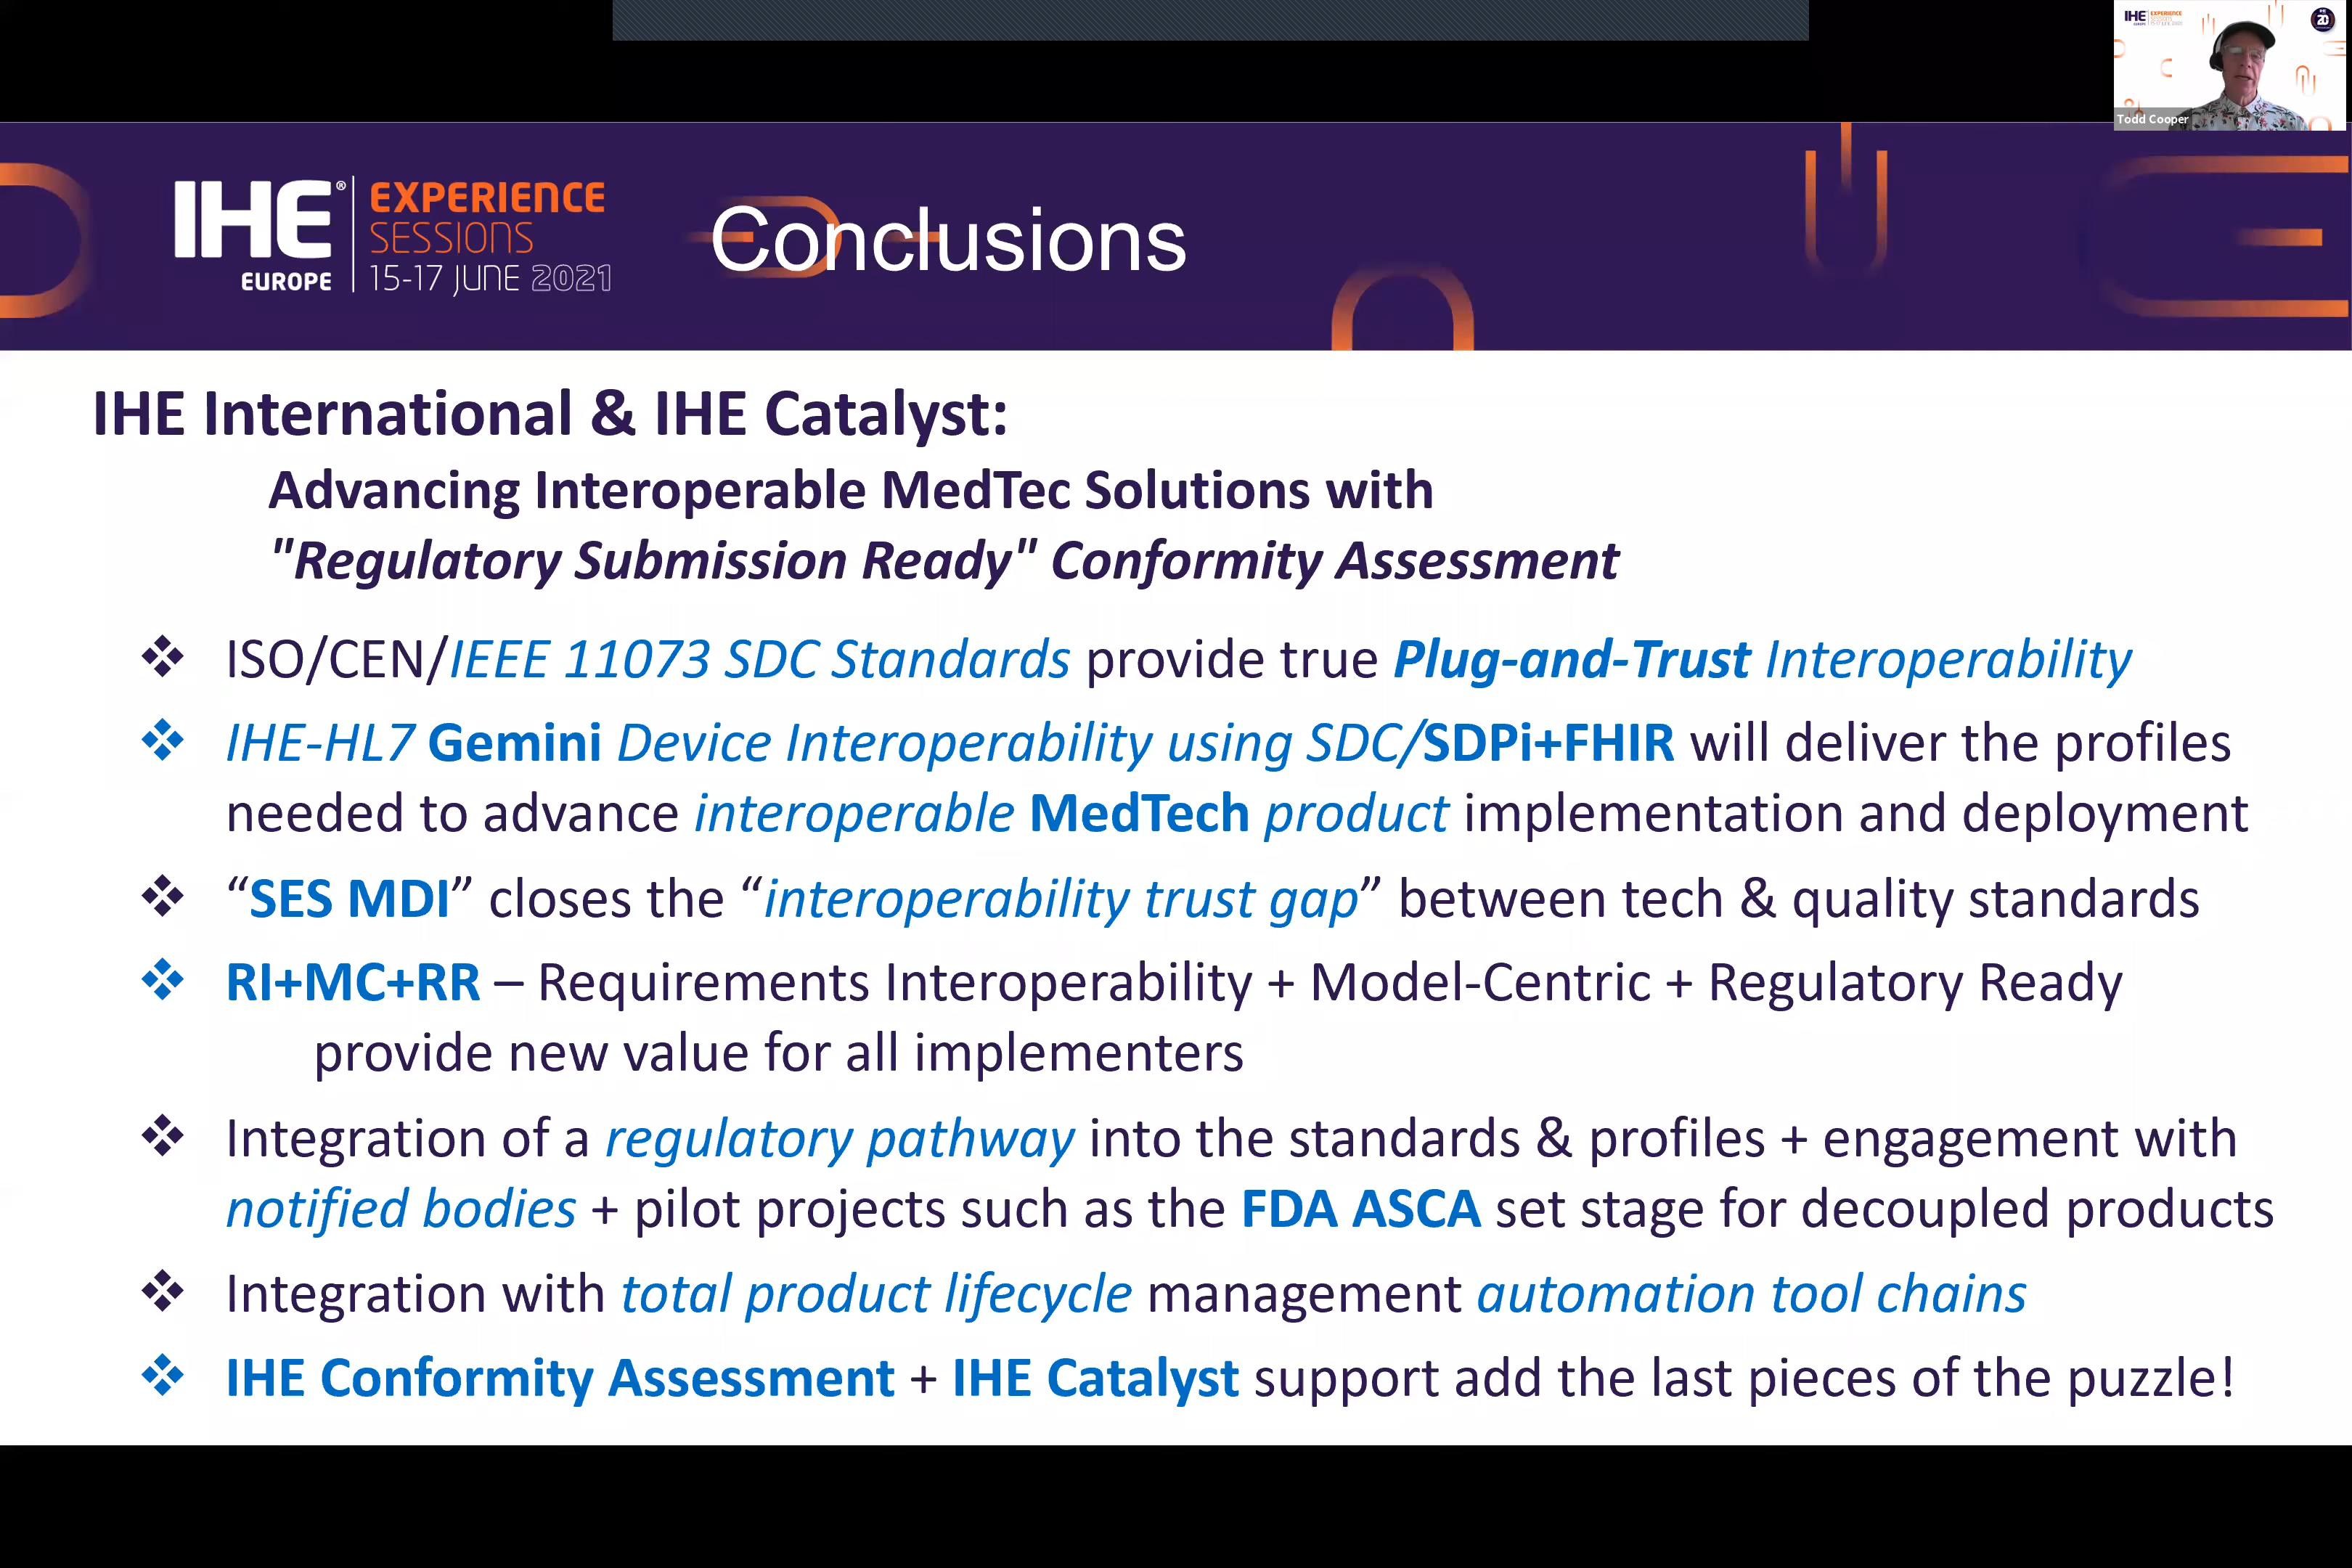 IHE EXPERIENCE
Todd Cooper
IHE® EXPERIENCE
SESSIONS
EUROPE 15-17 JUNE 2021
Conclusions
IHE International & IHE Catalyst:
Advancing Interoperable MedTec Solutions with
"Regulatory Submission Ready" Conformity Assessment
❖ ISO/CEN/IEEE 11073 SDC Standards provide true Plug-and-Trust Interoperability
❖ IHE-HL7 Gemini Device Interoperability using SDC/SDPi+FHIR will deliver the profiles
needed to advance interoperable MedTech product implementation and deployment
❖ “SES MDI” closes the “interoperability trust gap” between tech & quality standards
❖ RI+MC+RR – Requirements Interoperability + Model-Centric + Regulatory Ready
provide new value for all implementers
❖ Integration of a regulatory pathway into the standards & profiles + engagement with
notified bodies + pilot projects such as the FDA ASCA set stage for decoupled products
❖ Integration with total product lifecycle management automation tool chains
❖ IHE Conformity Assessment + IHE Catalyst support add the last pieces of the puzzle!